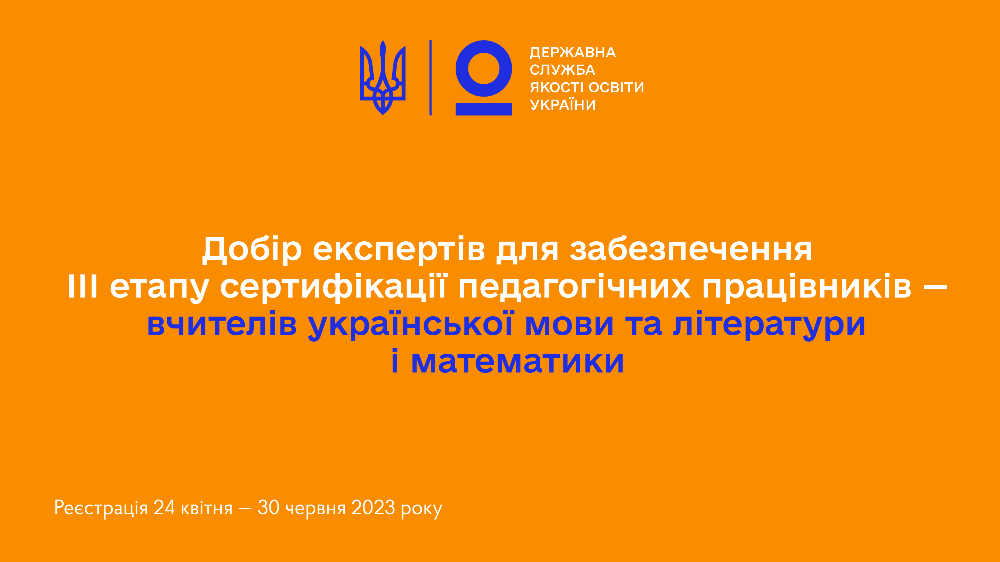 ДЕРЖАВНА
СЛУЖБА
ЯКОСТІ ОСВІТИ
УКРАЇНИ
Добір експертів для забезпечення
ІІІ етапу сертифікації педагогічних працівників —
вчителів української мови та літератури
і математики
Реєстрація 24 квітня — 30 червня 2023 року